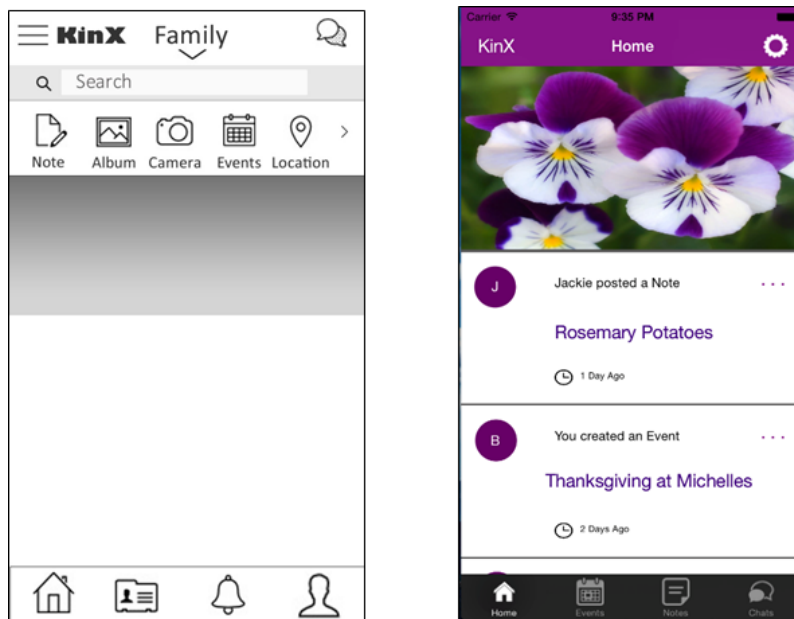 KinX Family
Search
Note Album Camera Events Location
Carrier 9:35 PM
KinX Home
J
Jackie posted a Note
Rosemary Potatoes
1 Day Ago
B
You created an Event
Thanksgiving at Michelles
2 Days Ago
Home Events Notes Chats